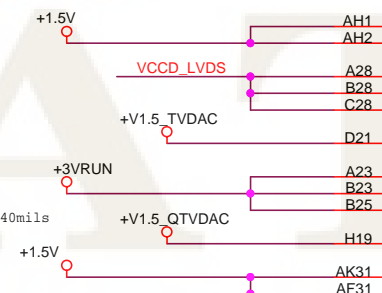 +1.5V
AH1
AH2
VCCD_LVDS
A28
B28
C28
+V1.5_TVDAC
D21
+3VRUN
A23
B23
B25
40mils
+V1.5_QTVDAC
H19
+1.5V
AK31
AF31